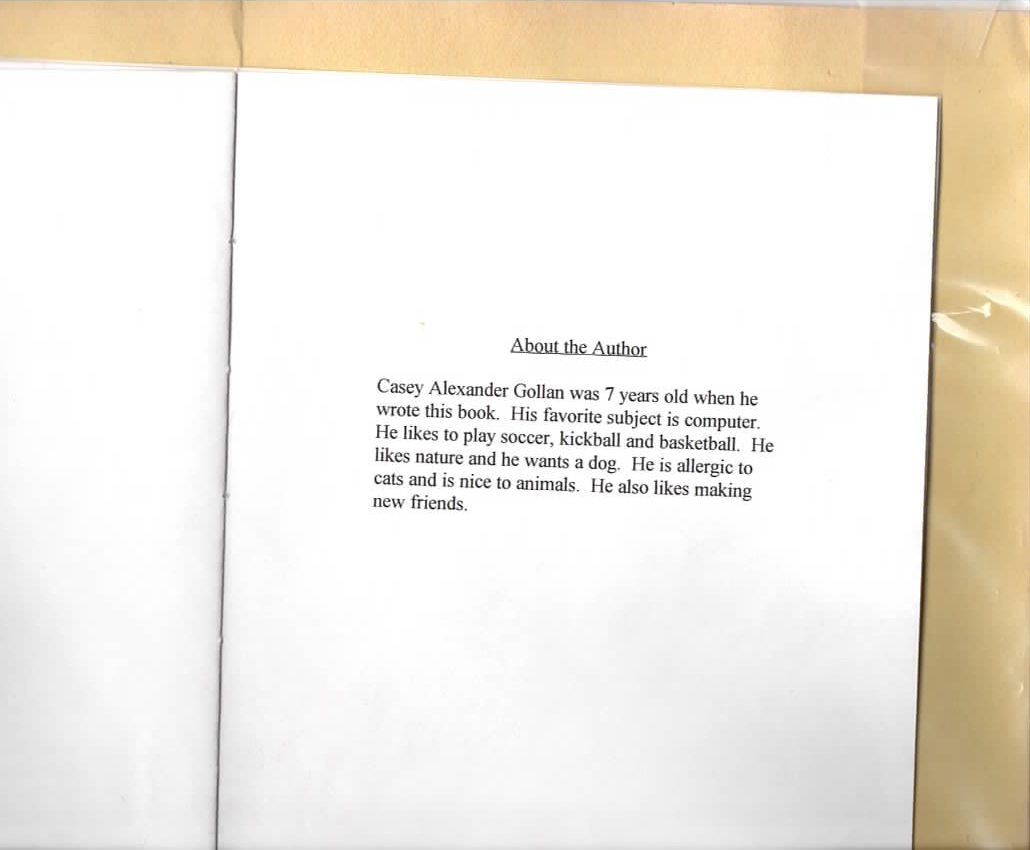 About the Author
Casey Alexander Gollan was 7 years old when he
wrote this book.  His favorite subject is computer.
He likes to play soccer, kickball and basketball.  He
likes nature and he wants a dog.  He is allergic to
cats and is nice to animals.  He also likes making
new friends.